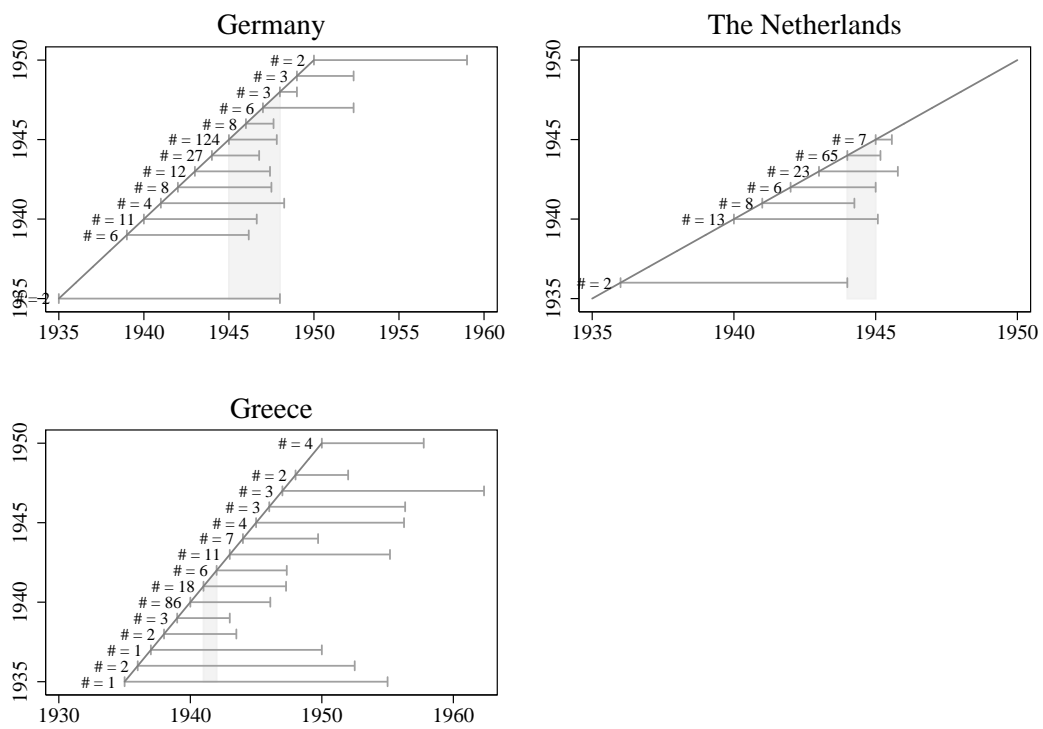 Germany
The Netherlands
1950
1945
1940
1935
# = 2
# = 3
# = 3
# = 6
# = 8
# = 124
# = 27
# = 12
# = 8
# = 4
# = 11
# = 6
# = 2
1935 1940 1945 1950 1955 1960
1950
1945
1940
1935
# = 7
# = 65
# = 23
# = 6
# = 8
# = 13
# = 2
1935 1940 1945 1950
Greece
1950
1945
1940
1935
# = 4
# = 2
# = 3
# = 3
# = 4
# = 7
# = 11
# = 6
# = 18
# = 86
# = 3
# = 2
# = 1
# = 2
# = 1
1930 1940 1950 1960